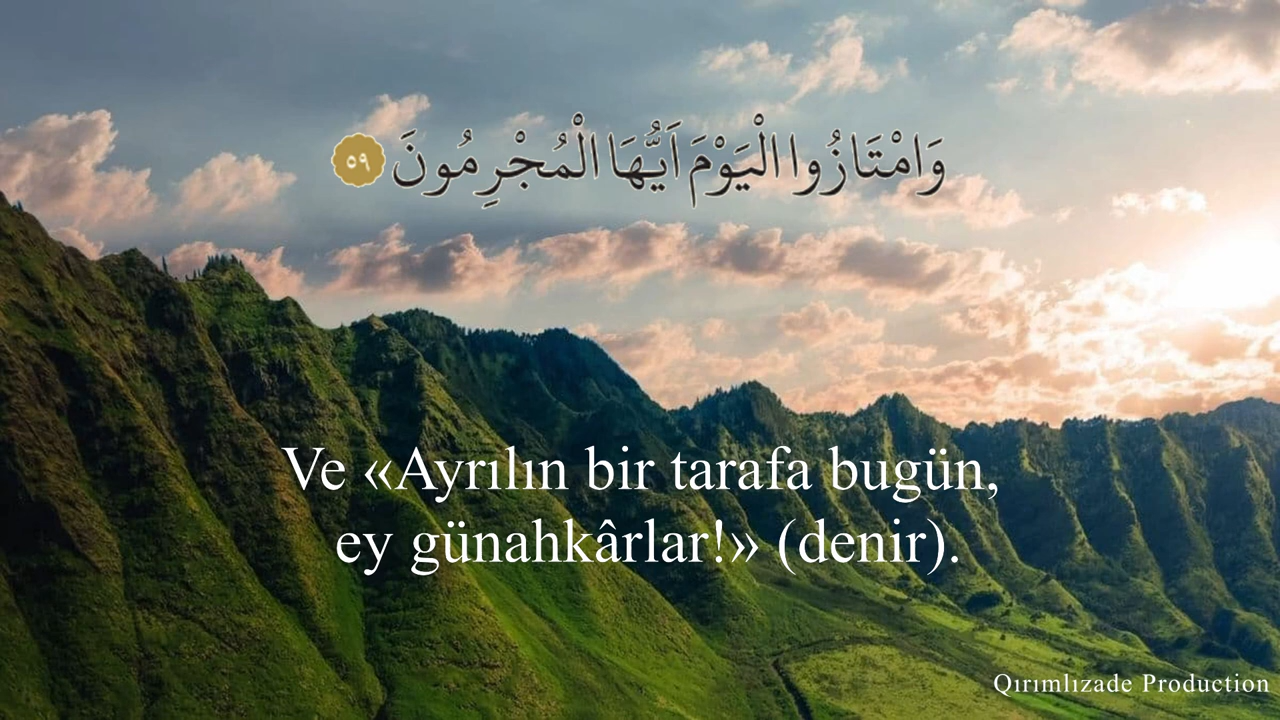 وَامْتَازُوا الْيَوْمَ اَيُّهَا الْمُجْرِمُونَ ٥٩
Ve «Ayrılın bir tarafa bugün,
ey günahkârlar!» (denir).
Qırımlızade Production